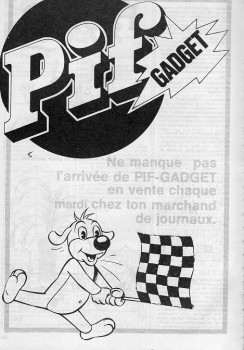 Pif
GADGET
Ne manque pas
l'arrivée de PIF-GADGET
en vente chaque
mardi chez ton marchand
de journaux.